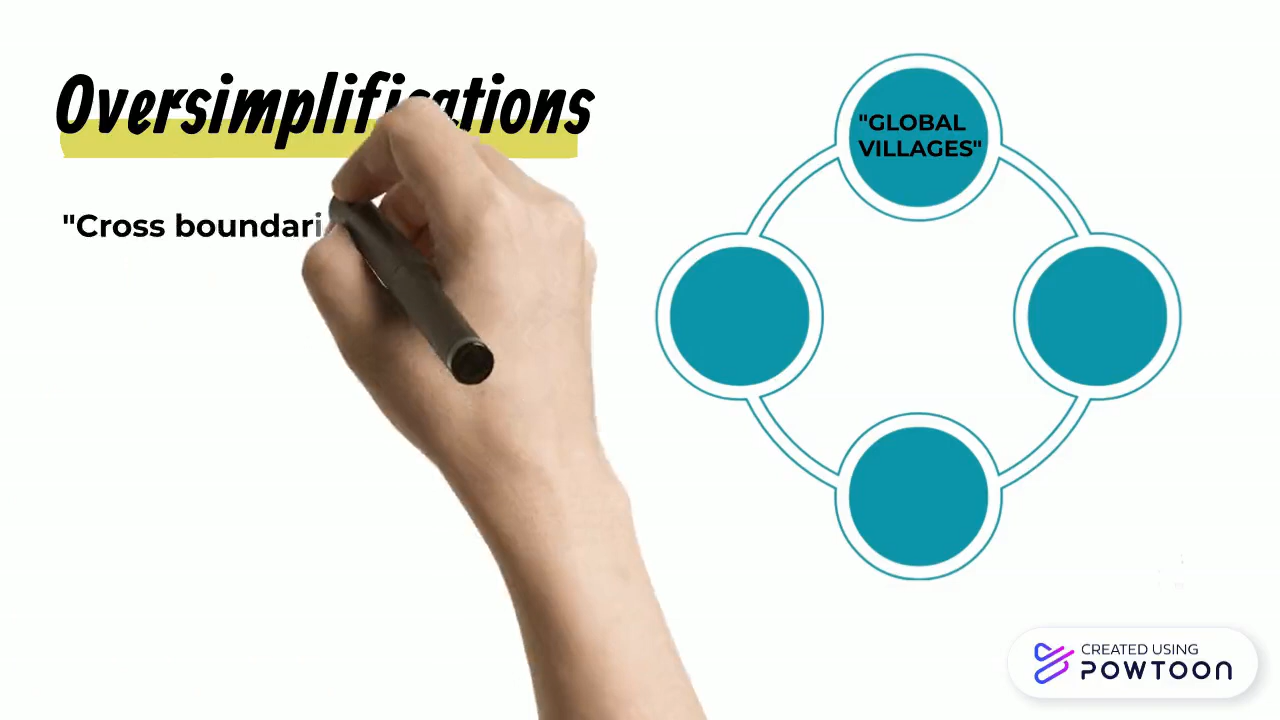 Oversimplifications
"Cross boundari
"GLOBAL
VILLAGES"
CREATED USING
POWTOON